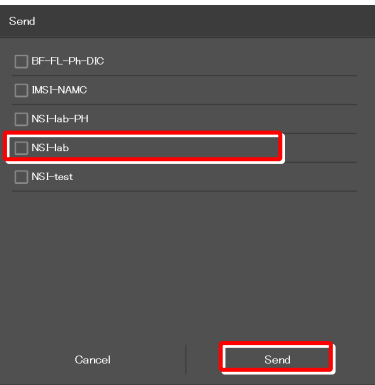 Send
BF-FL-Ph-DIC
IMSI-NAMC
NSI-lab-PH
NSI-lab
NSI-test
Cancel
Send